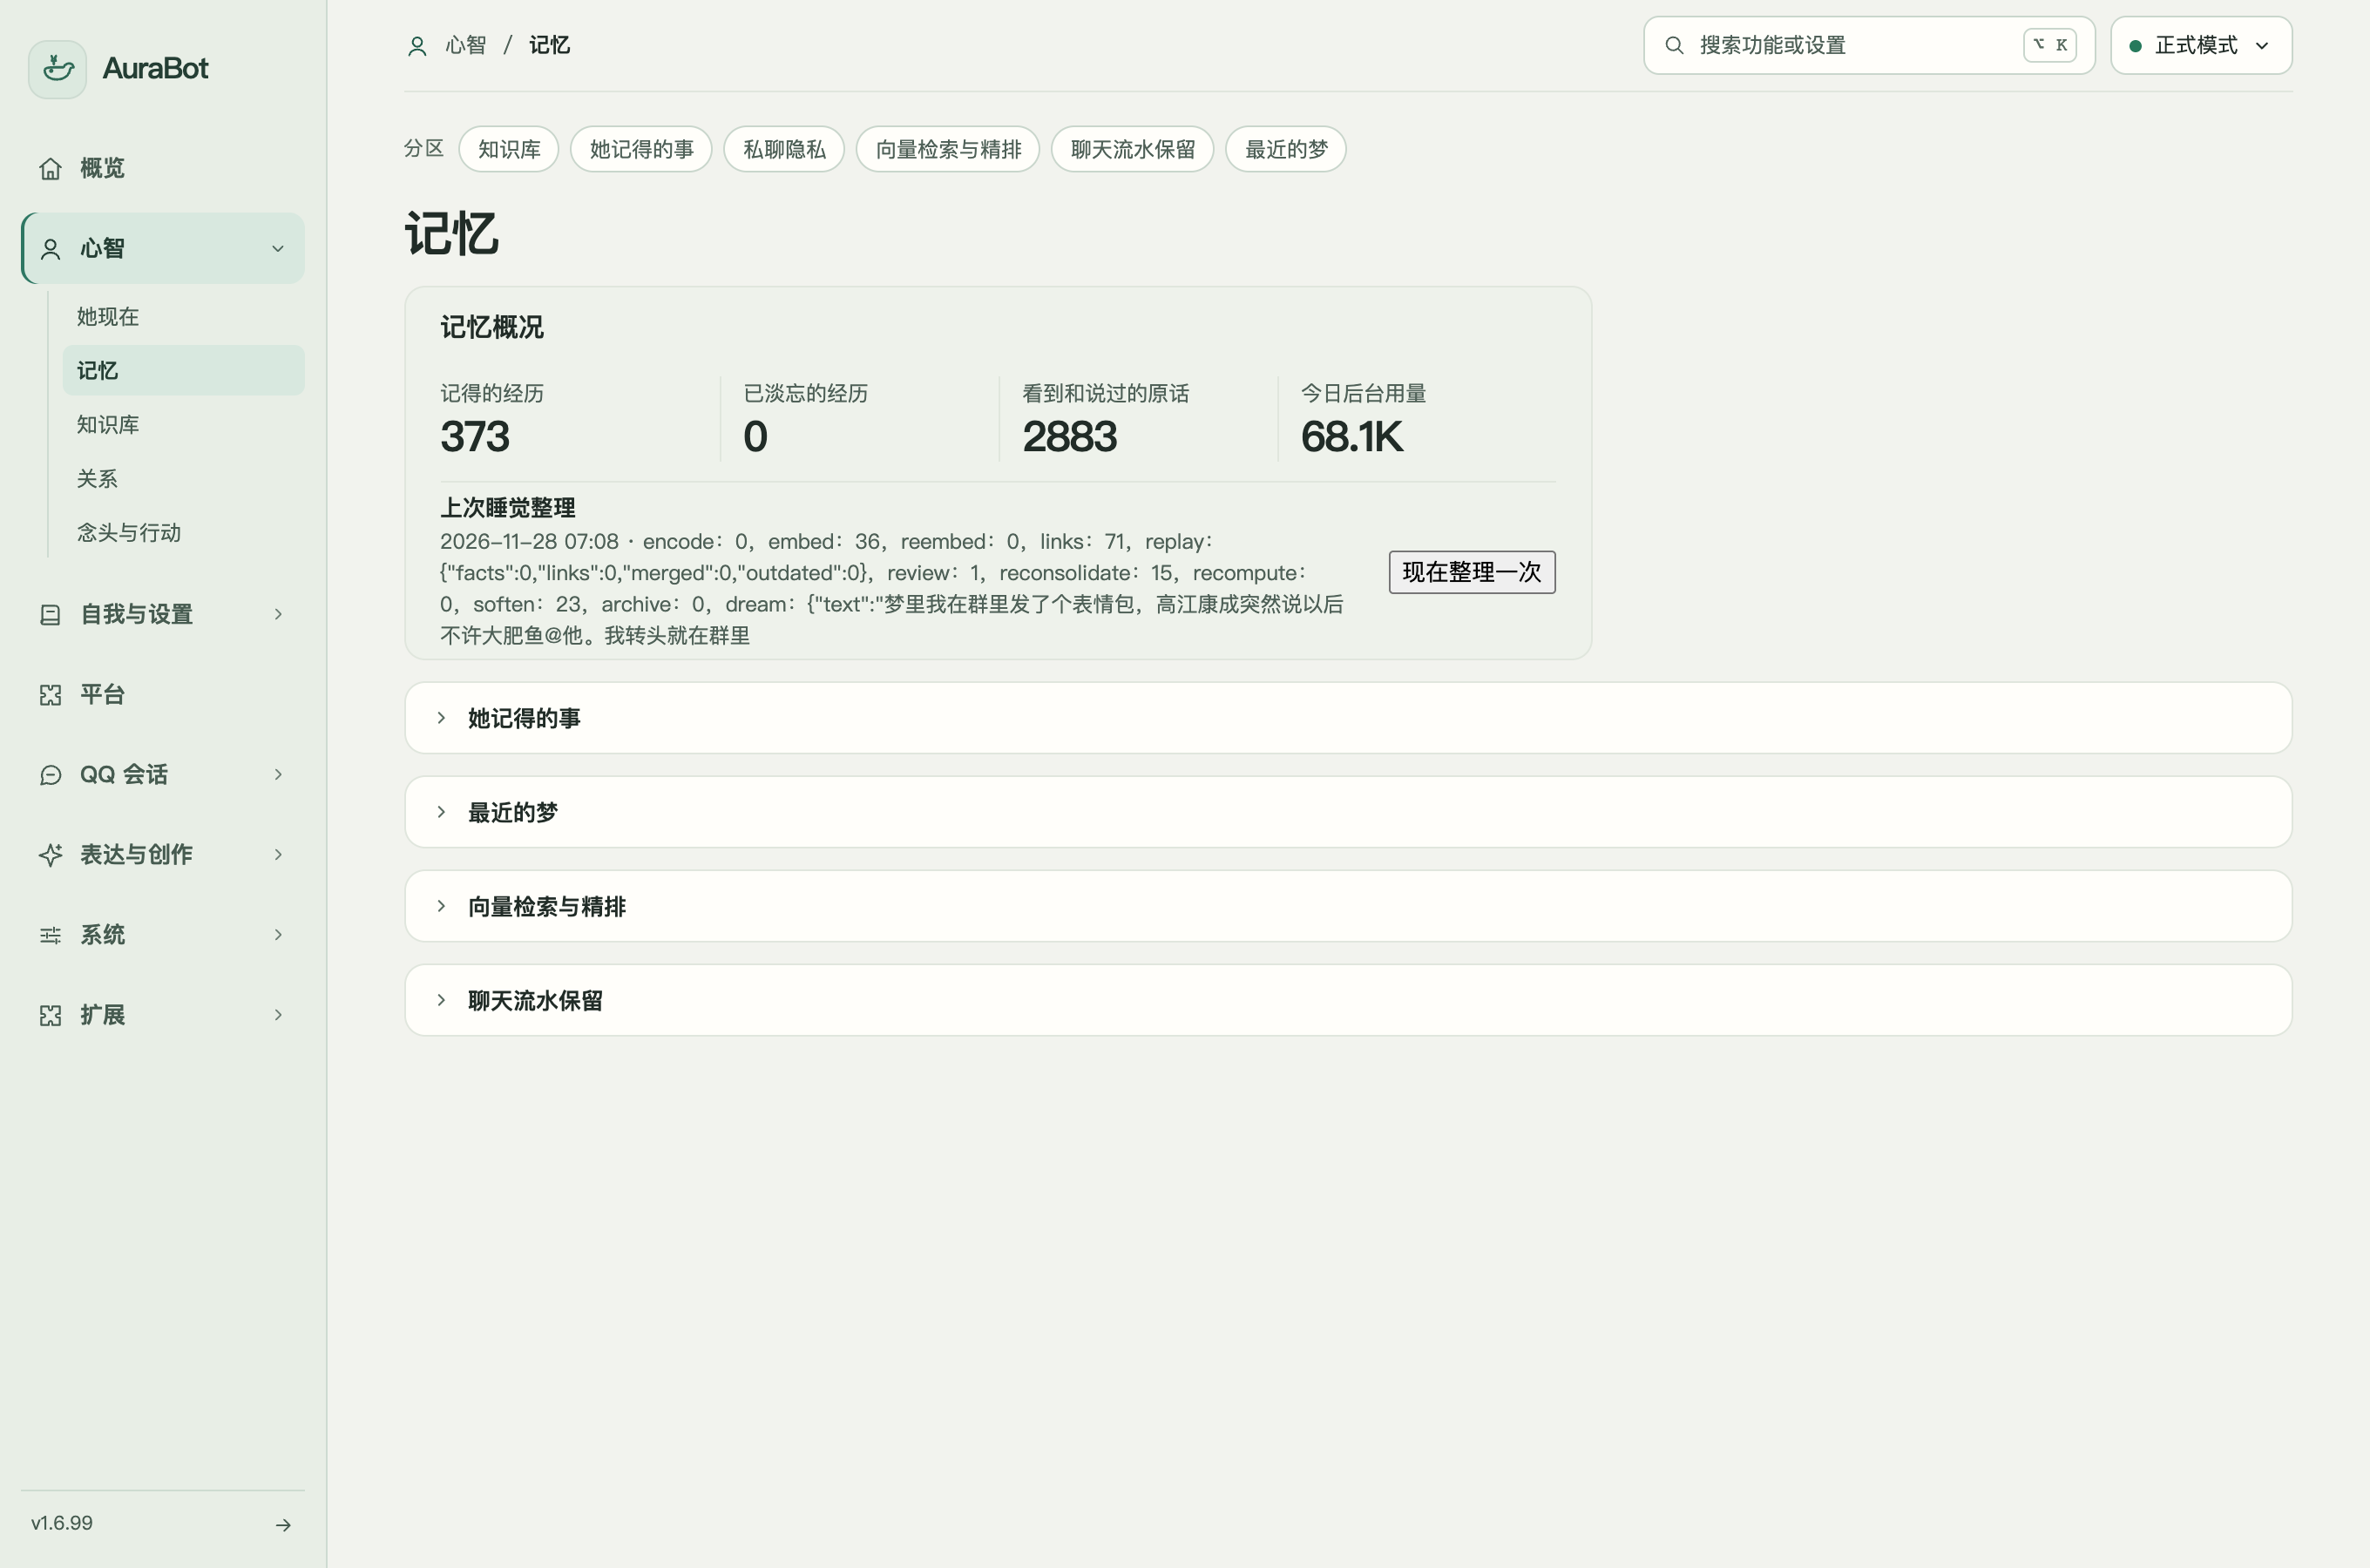 AuraBot
概览
心智
她现在
记忆
知识库
关系
念头与行动
自我与设置
平台
QQ 会话
表达与创作
系统
扩展
v1.6.99
心智 / 记忆
搜索功能或设置
⌥ K
正式模式
分区
知识库
她记得的事
私聊隐私
向量检索与精排
聊天流水保留
最近的梦
记忆
记忆概况
记得的经历
373
已淡忘的经历
0
看到和说过的原话
2883
今日后台用量
68.1K
上次睡觉整理
2026-11-28 07:08 · encode：0，embed：36，reembed：0，links：71，replay：
{"facts":0,"links":0,"merged":0,"outdated":0}，review：1，reconsolidate：15，recompute：
0，soften：23，archive：0，dream：{"text":"梦里我在群里发了个表情包，高江康成突然说以后
不许大肥鱼@他。我转头就在群里
现在整理一次
她记得的事
最近的梦
向量检索与精排
聊天流水保留